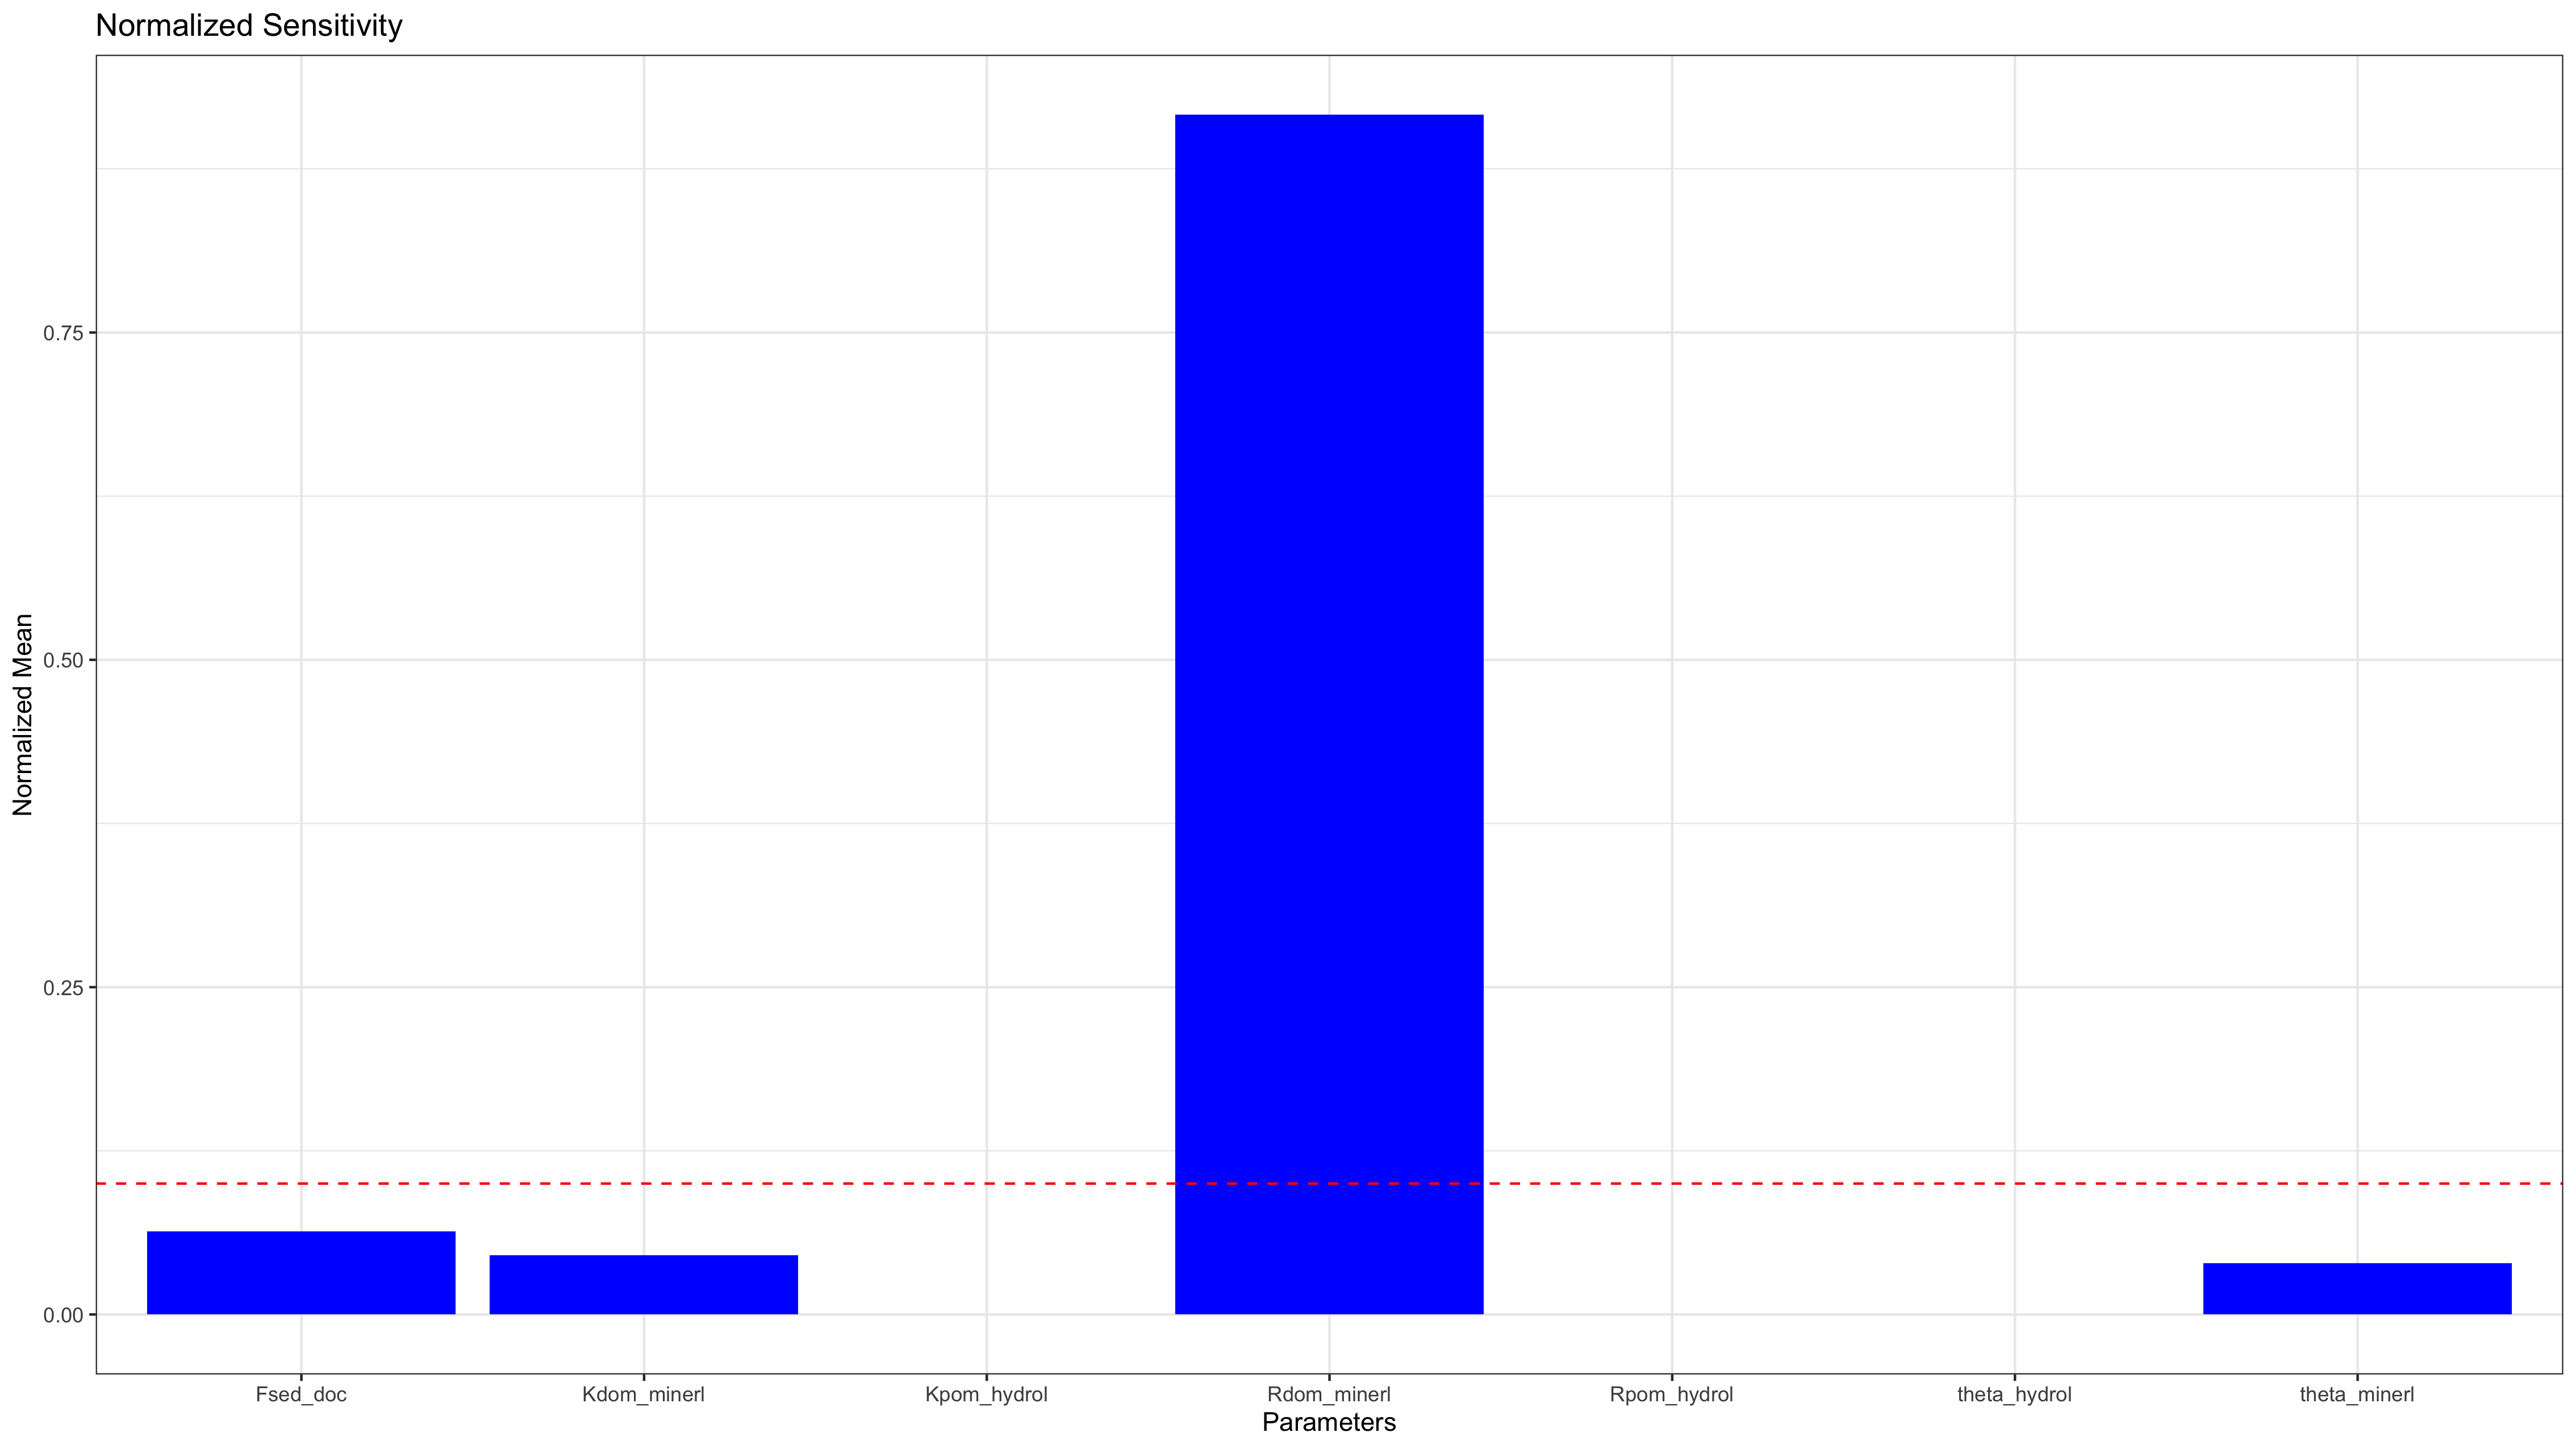 Normalized Sensitivity
Normalized Mean
0.75
0.50
0.25
0.00
Fsed_doc Kdom_minerl Kpom_hydrol Rdom_minerl Rpom_hydrol theta_hydrol theta_minerl
Parameters